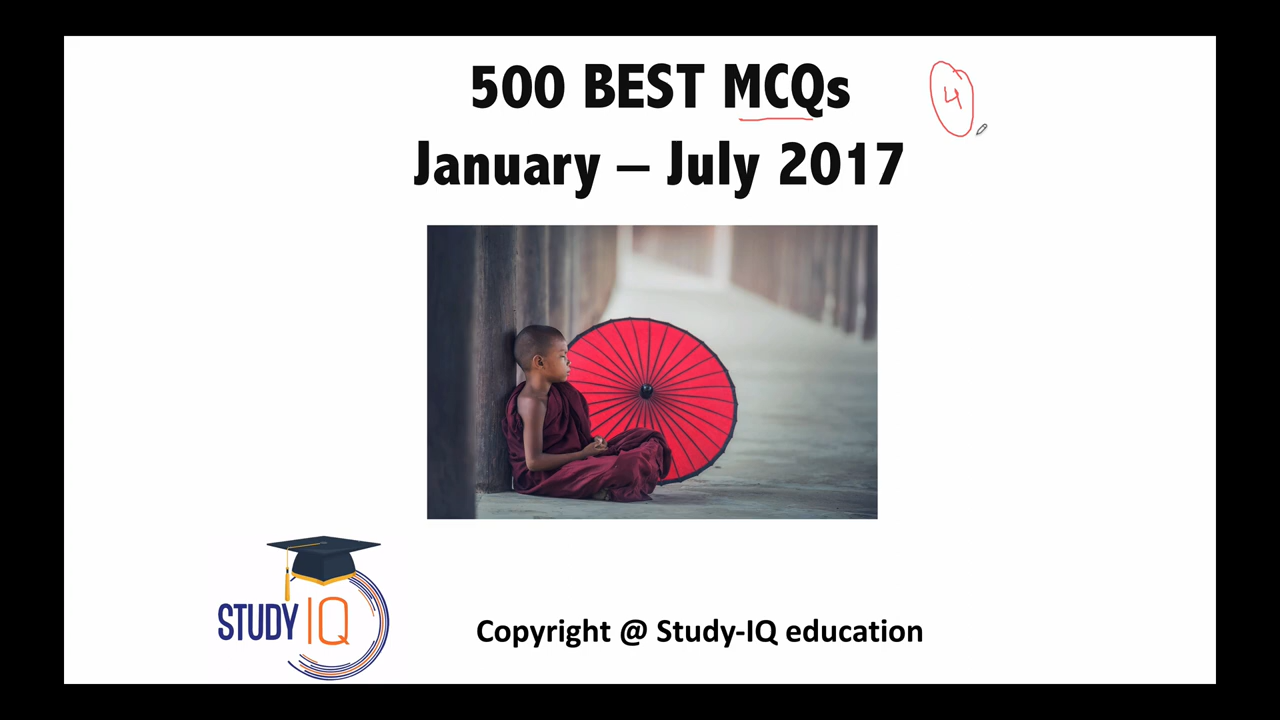 500 BEST MCQs
4
January – July 2017
STUDY IQ
Copyright @ Study-IQ education